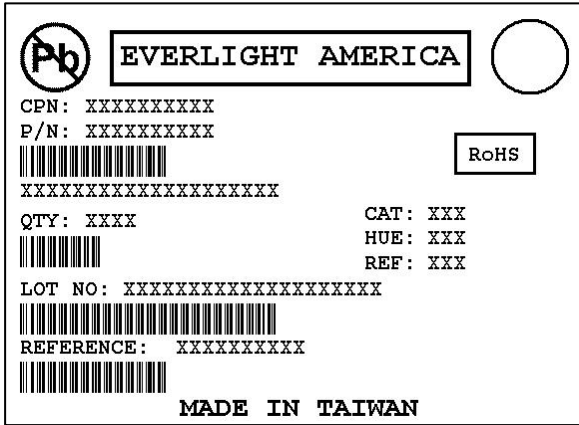 Pb
EVERLIGHT AMERICA
CPN: XXXXXXXXXX
P/N: XXXXXXXXXX
RoHS
XXXXXXXXXXXXXXXXXXXX
QTY: XXXX
CAT: XXX
HUE: XXX
REF: XXX
LOT NO: XXXXXXXXXXXXXXXXXXXX
REFERENCE: XXXXXXXXXX
MADE IN TAIWAN